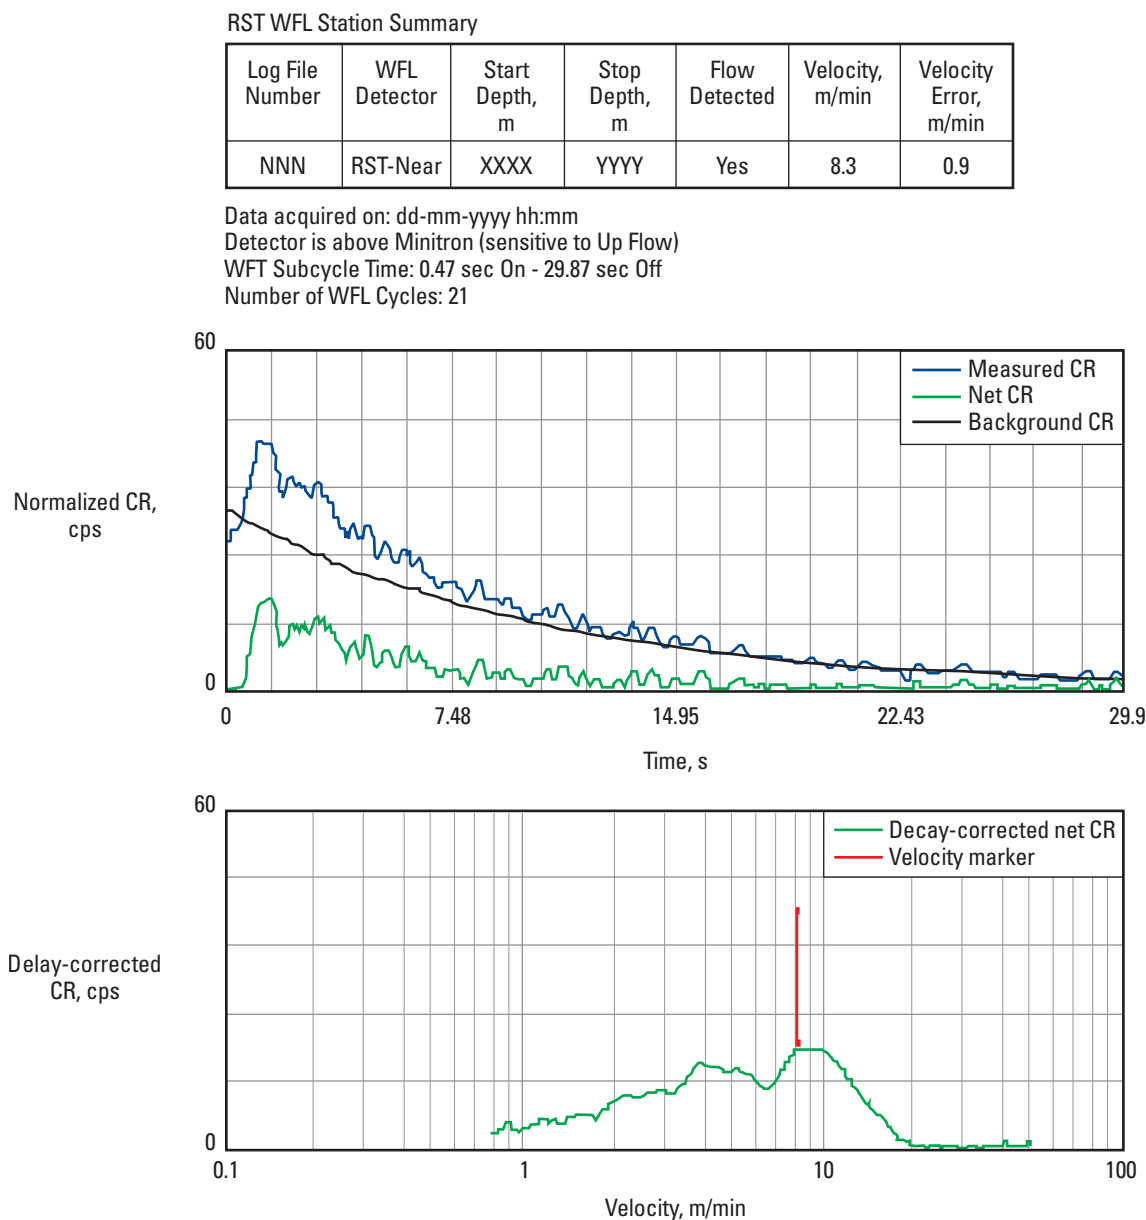 RST WFL Station Summary
Log File Number
WFL Detector
Start Depth, m
Stop Depth, m
Flow Detected
Velocity, m/min
Velocity Error, m/min
NNN
RST-Near
XXXX
YYYY
Yes
8.3
0.9
Data acquired on: dd-mm-yyyy hh:mm
Detector is above Minitron (sensitive to Up Flow)
WFT Subcycle Time: 0.47 sec On - 29.87 sec Off
Number of WFL Cycles: 21
60
Measured CR
Net CR
Background CR
Normalized CR,
cps
0
0
7.48
14.95
22.43
29.9
Time, s
60
Decay-corrected net CR
Velocity marker
Delay-corrected
CR, cps
0
0.1
1
10
100
Velocity, m/min